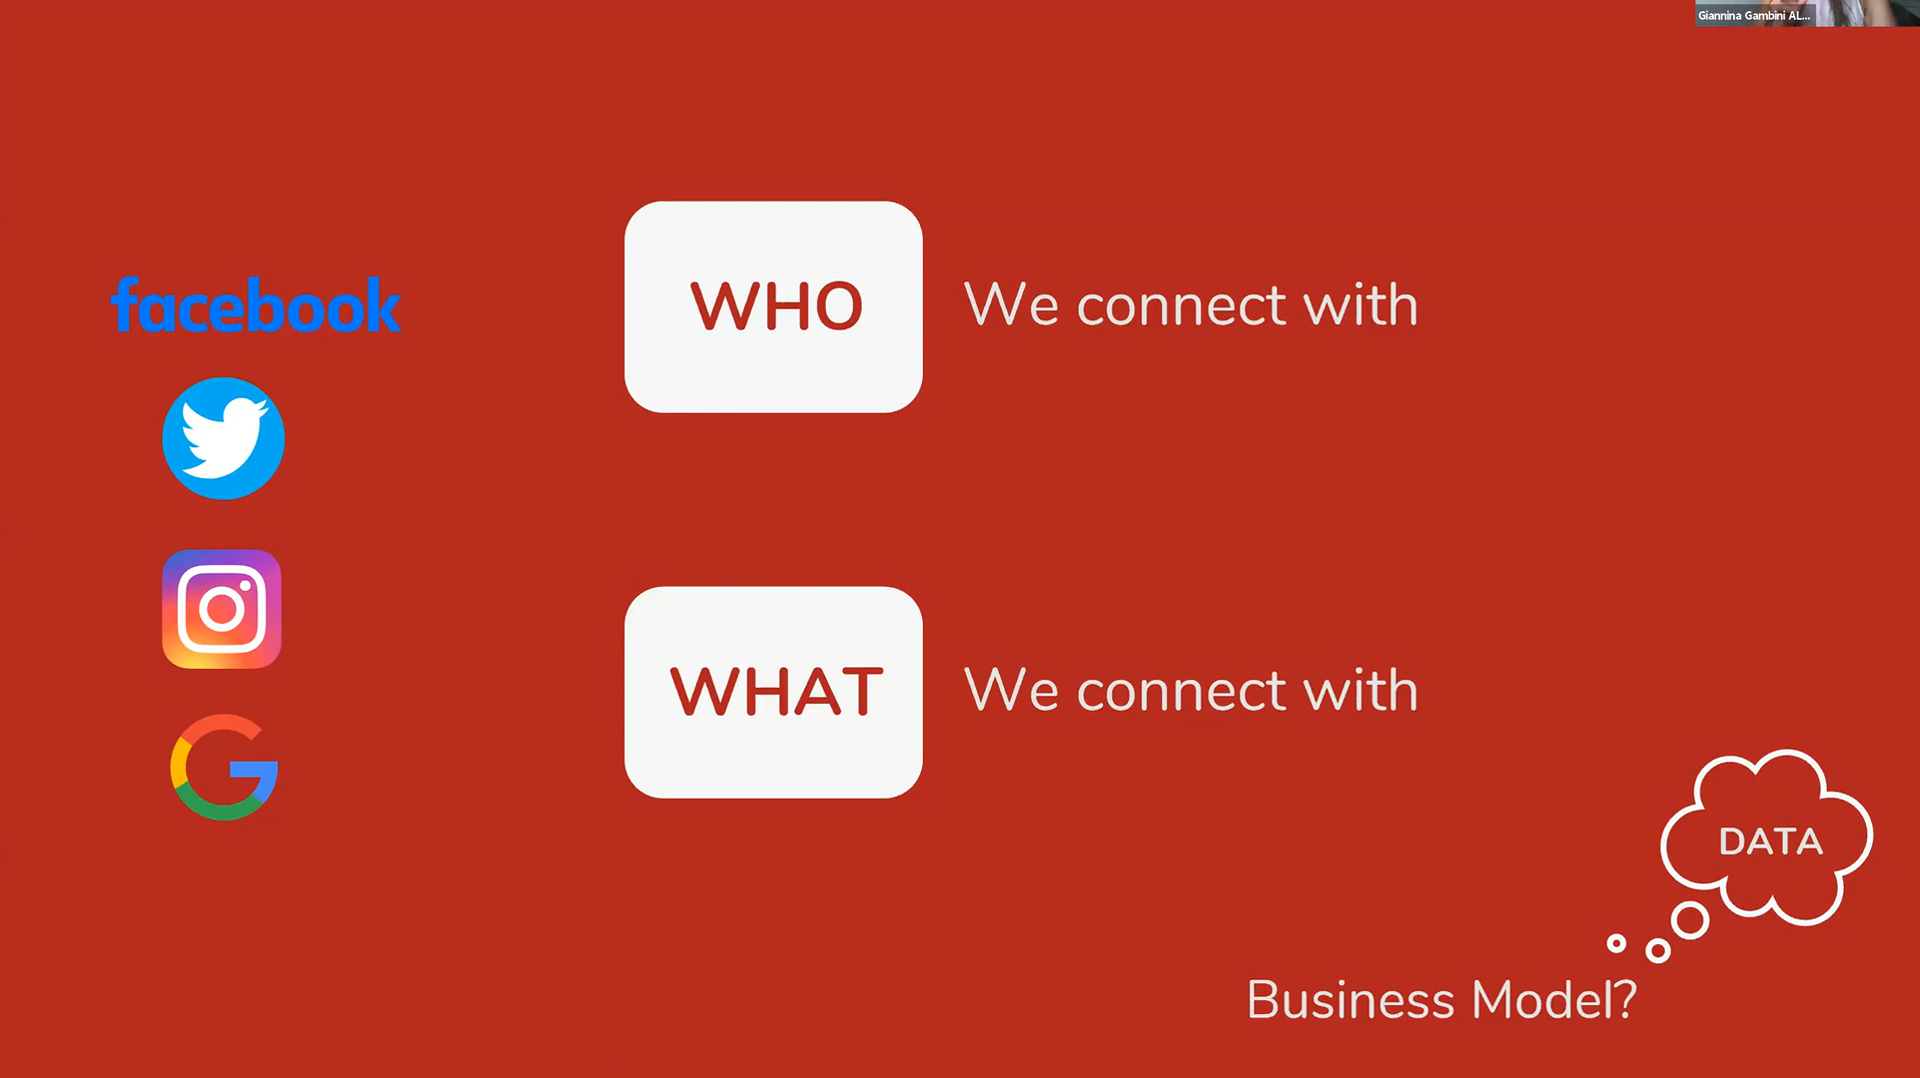 Giannina Gambini AL...
facebook
WHO
We connect with
WHAT
We connect with
DATA
Business Model?